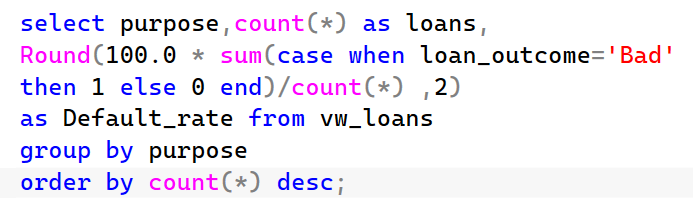 select purpose,count(*) as loans,
Round(100.0 * sum(case when loan_outcome='Bad'
then 1 else 0 end)/count(*) ,2)
as Default_rate from vw_loans
group by purpose
order by count(*) desc;